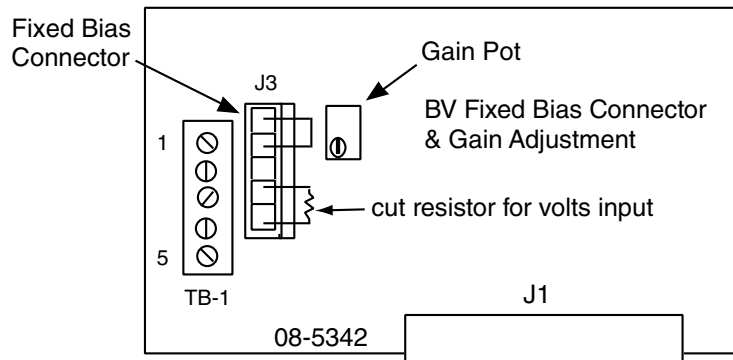 Fixed Bias
Connector
J3
Gain Pot
BV Fixed Bias Connector
& Gain Adjustment
1
cut resistor for volts input
5
TB-1
J1
08-5342